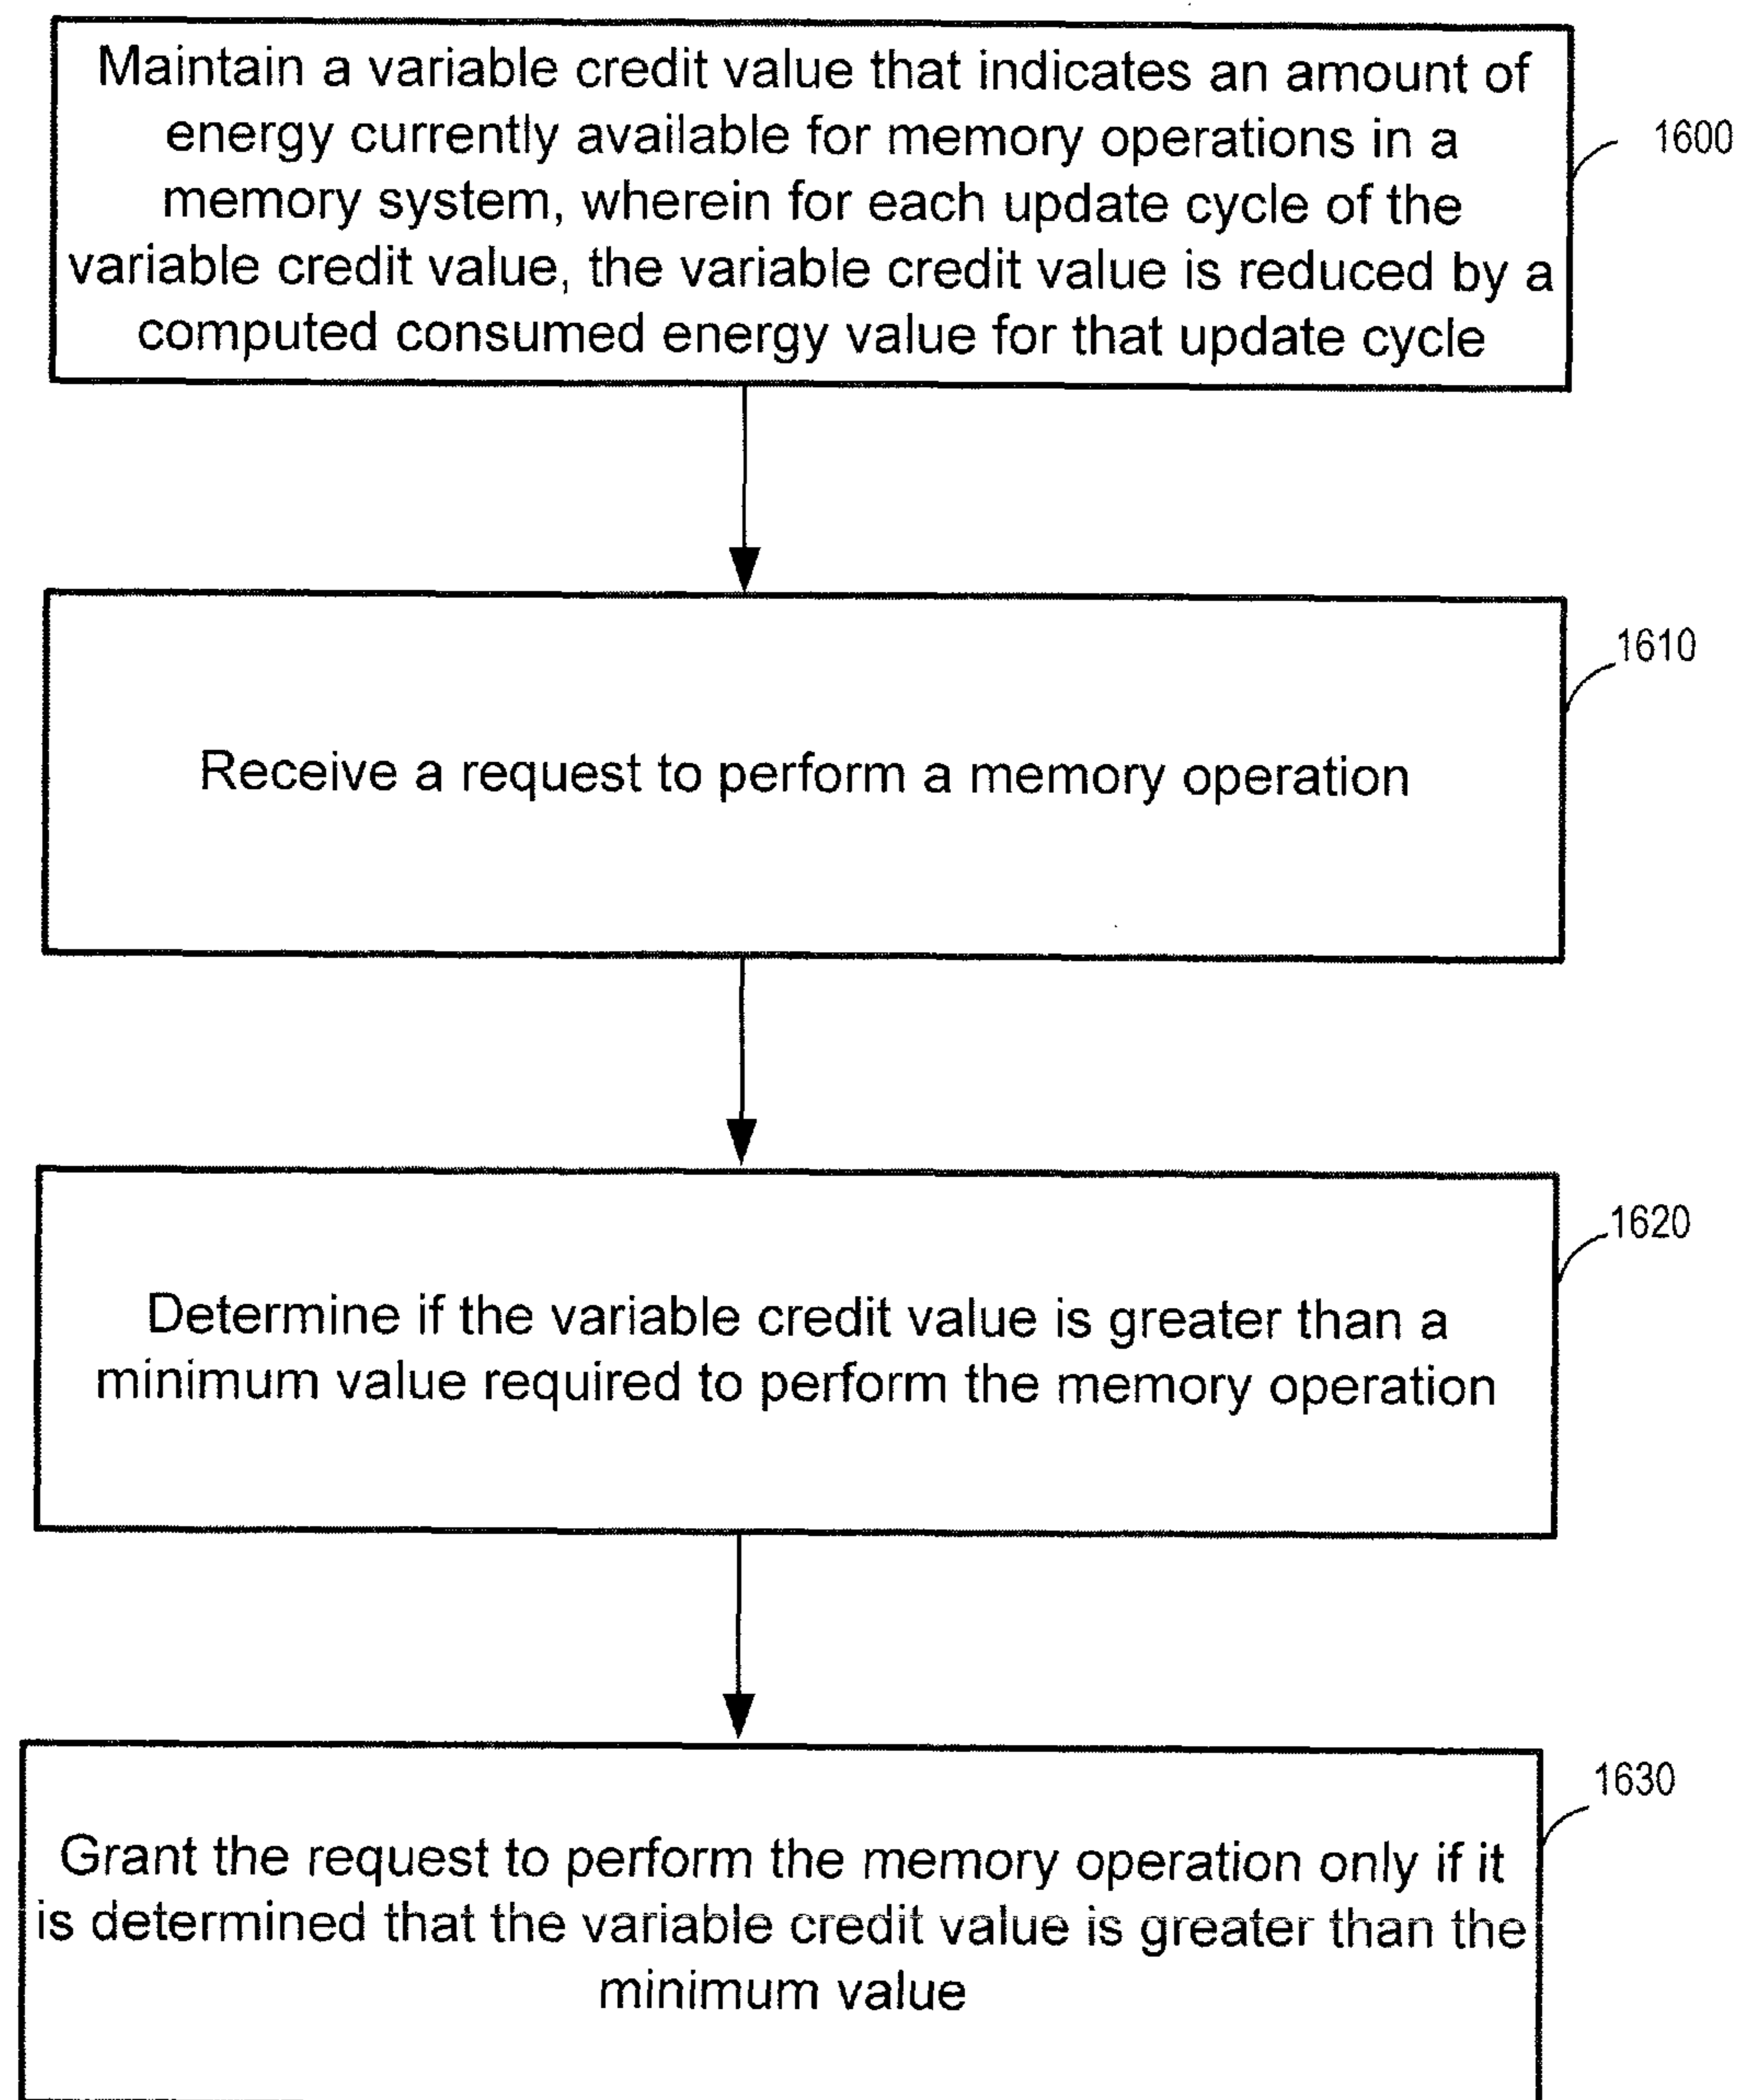 Maintain a variable credit value that indicates an amount of
energy currently available for memory operations in a
memory system, wherein for each update cycle of the
variable credit value, the variable credit value is reduced by a
computed consumed energy value for that update cycle
1600
Receive a request to perform a memory operation
1610
Determine if the variable credit value is greater than a
minimum value required to perform the memory operation
1620
Grant the request to perform the memory operation only if it
is determined that the variable credit value is greater than the
minimum value
1630